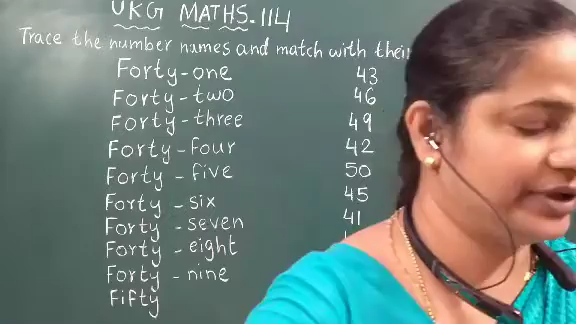 UKG MATHS-114
Trace the number names and match with their
Forty-one 43
Forty-two 46
Forty-three 49
Forty-four 42
Forty-five 50
Forty-six 45
Forty-seven 41
Forty-eight
Forty-nine
Fifty